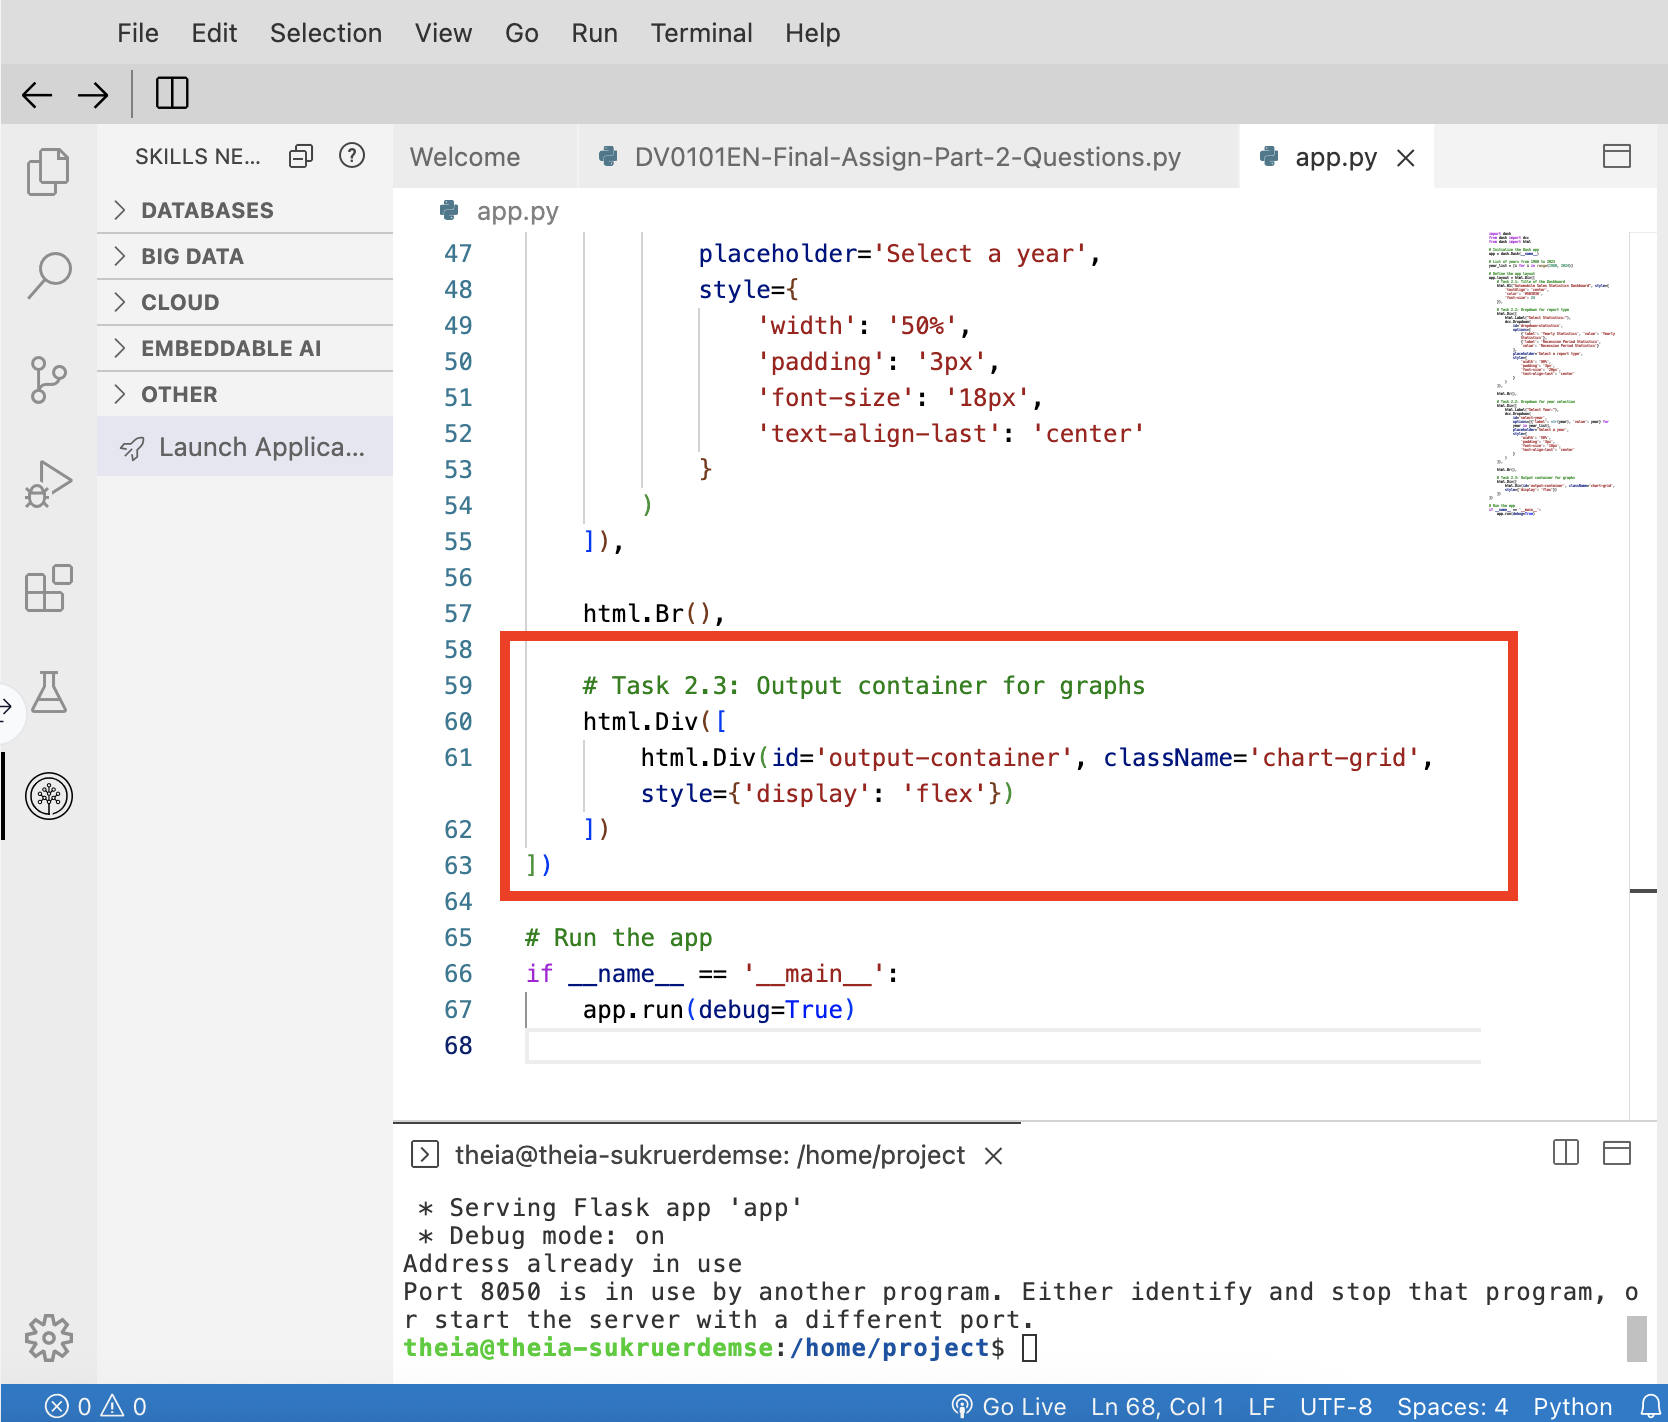 File Edit Selection View Go Run Terminal Help
SKILLS NE...
DATABASES
BIG DATA
CLOUD
EMBEDDABLE AI
OTHER
Launch Applica...
Welcome DV0101EN-Final-Assign-Part-2-Questions.py app.py
app.py
47 placeholder='Select a year',
48 style={
49 'width': '50%',
50 'padding': '3px',
51 'font-size': '18px',
52 'text-align-last': 'center'
53 }
54 )
55 ]),
56
57 html.Br(),
58
59 # Task 2.3: Output container for graphs
60 html.Div([
61 html.Div(id='output-container', className='chart-grid',
style={'display': 'flex'})
62 ])
63 ])
64
65 # Run the app
66 if __name__ == '__main__':
67 app.run(debug=True)
68
theia@theia-sukruerdemse: /home/project
* Serving Flask app 'app'
* Debug mode: on
Address already in use
Port 8050 is in use by another program. Either identify and stop that program, o
r start the server with a different port.
theia@theia-sukruerdemse:/home/project$
0 0 Go Live Ln 68, Col 1 LF UTF-8 Spaces: 4 Python